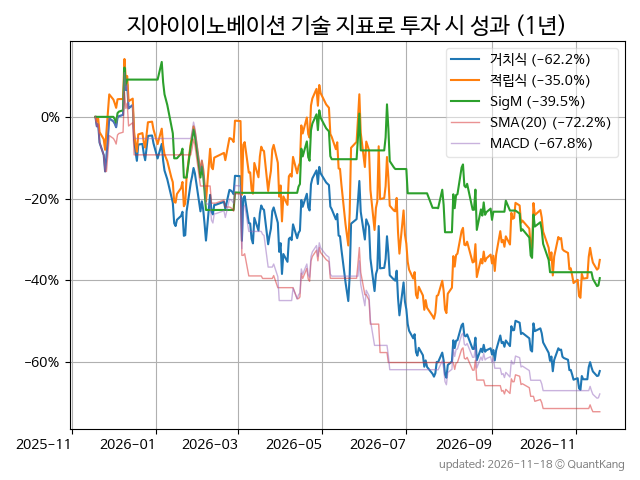 지아이이노베이션 기술 지표로 투자 시 성과 (1년)
거치식 (−62.2%)
적립식 (−35.0%)
SigM (−39.5%)
SMA(20) (−72.2%)
MACD (−67.8%)
0%
−20%
−40%
−60%
2025-11 2026-01 2026-03 2026-05 2026-07 2026-09 2026-11
updated: 2026-11-18 © QuantKang